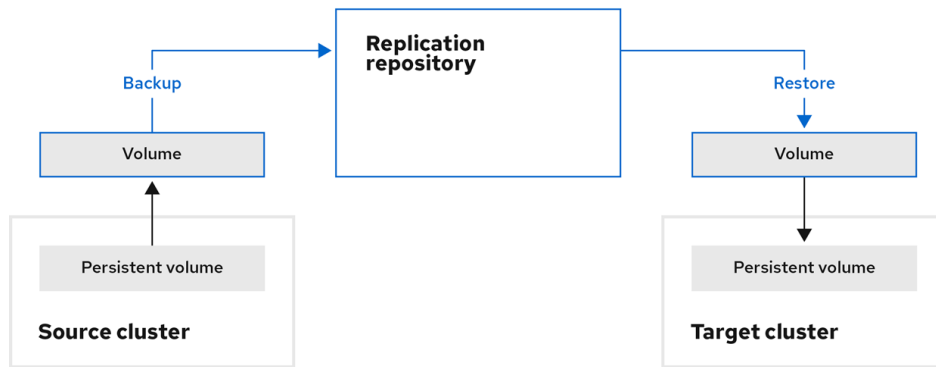 Replication
repository
Backup
Restore
Volume
Volume
Persistent volume
Persistent volume
Source cluster
Target cluster